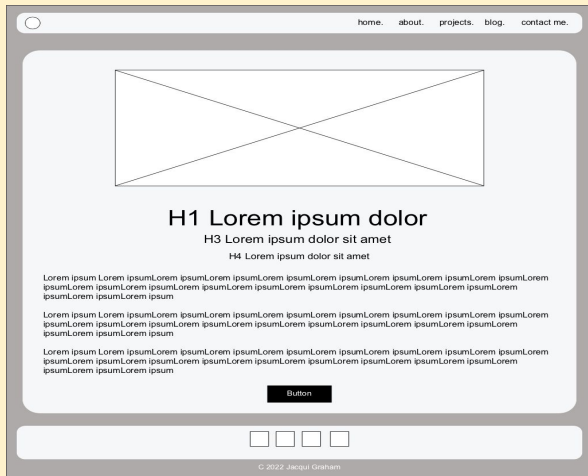 home. about. projects. blog. contact me.
H1 Lorem ipsum dolor
H3 Lorem ipsum dolor sit amet
H4 Lorem ipsum dolor sit amet
Lorem ipsum Lorem ipsumLorem ipsumLorem ipsumLorem ipsumLorem ipsumLorem ipsumLorem ipsumLorem ipsumLorem
ipsumLorem ipsumLorem ipsumLorem ipsumLorem ipsumLorem ipsumLorem ipsumLorem ipsumLorem ipsumLorem
ipsumLorem ipsumLorem ipsum
Lorem ipsum Lorem ipsumLorem ipsumLorem ipsumLorem ipsumLorem ipsumLorem ipsumLorem ipsumLorem ipsumLorem
ipsumLorem ipsumLorem ipsumLorem ipsumLorem ipsumLorem ipsumLorem ipsumLorem ipsumLorem ipsum
ipsumLorem ipsumLorem ipsum
Lorem ipsum Lorem ipsumLorem ipsumLorem ipsumLorem ipsumLorem ipsumLorem ipsumLorem ipsumLorem ipsumLorem
ipsumLorem ipsumLorem ipsumLorem ipsumLorem ipsumLorem ipsumLorem ipsumLorem ipsumLorem ipsum
ipsumLorem ipsumLorem ipsum
Button
C 2022 Jacqui Graham